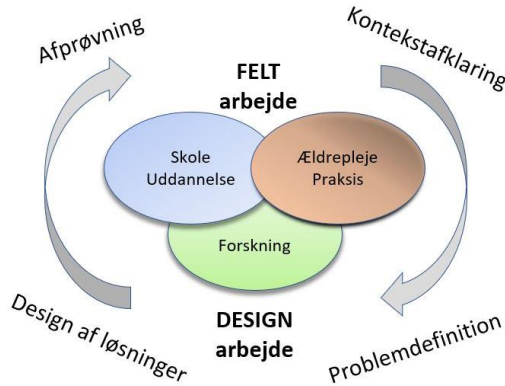 Afprøvning
Kontekstafklaring
FELT
arbejde
Skole
Uddannelse
Ældrepleje
Praksis
Forskning
Design af løsninger
DESIGN
arbejde
Problemdefinition